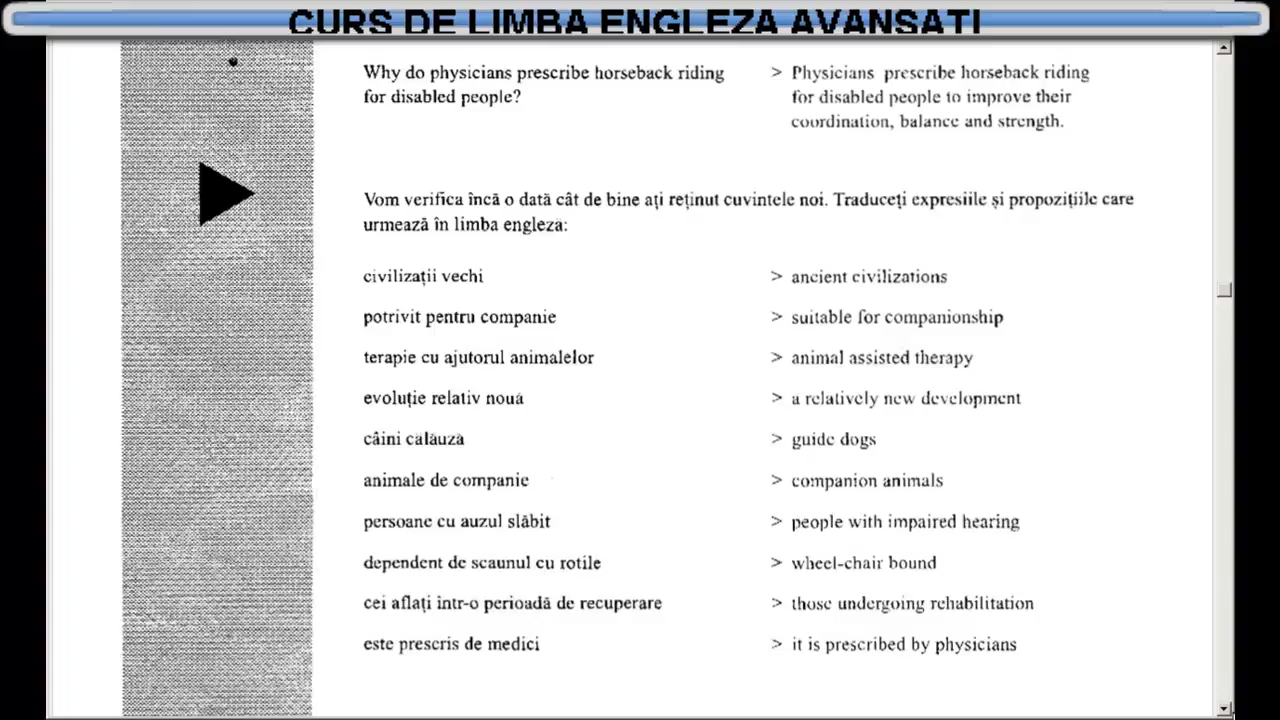 CURS DE LIMBA ENGLEZA AVANSATI
Why do physicians prescribe horseback riding > Physicians prescribe horseback riding
for disabled people? for disabled people to improve their
coordination, balance and strength.
Vom verifica încă o dată cât de bine ați reținut cuvintele noi. Traduceți expresiile și propozițiile care
urmează în limba engleză:
civilizații vechi > ancient civilizations
potrivit pentru companie > suitable for companionship
terapie cu ajutorul animalelor > animal assisted therapy
evoluție relativ nouă > a relatively new development
câini călăuză > guide dogs
animale de companie > companion animals
persoane cu auzul slăbit > people with impaired hearing
dependent de scaunul cu rotile > wheel-chair bound
cei aflați într-o perioadă de recuperare > those undergoing rehabilitation
este prescris de medici > it is prescribed by physicians